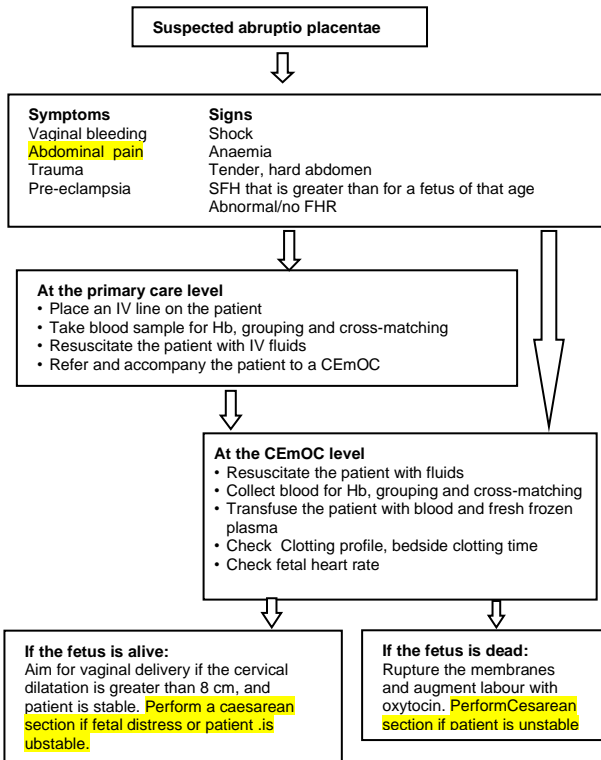 Suspected abruptio placentae
Symptoms
Vaginal bleeding
Abdominal pain
Trauma
Pre-eclampsia
Signs
Shock
Anaemia
Tender, hard abdomen
SFH that is greater than for a fetus of that age
Abnormal/no FHR
At the primary care level
• Place an IV line on the patient
• Take blood sample for Hb, grouping and cross-matching
• Resuscitate the patient with IV fluids
• Refer and accompany the patient to a CEmOC
At the CEmOC level
• Resuscitate the patient with fluids
• Collect blood for Hb, grouping and cross-matching
• Transfuse the patient with blood and fresh frozen
plasma
• Check Clotting profile, bedside clotting time
• Check fetal heart rate
If the fetus is alive:
Aim for vaginal delivery if the cervical
dilatation is greater than 8 cm, and
patient is stable. Perform a caesarean
section if fetal distress or patient .is
ubstable.
If the fetus is dead:
Rupture the membranes
and augment labour with
oxytocin. PerformCesarean
section if patient is unstable